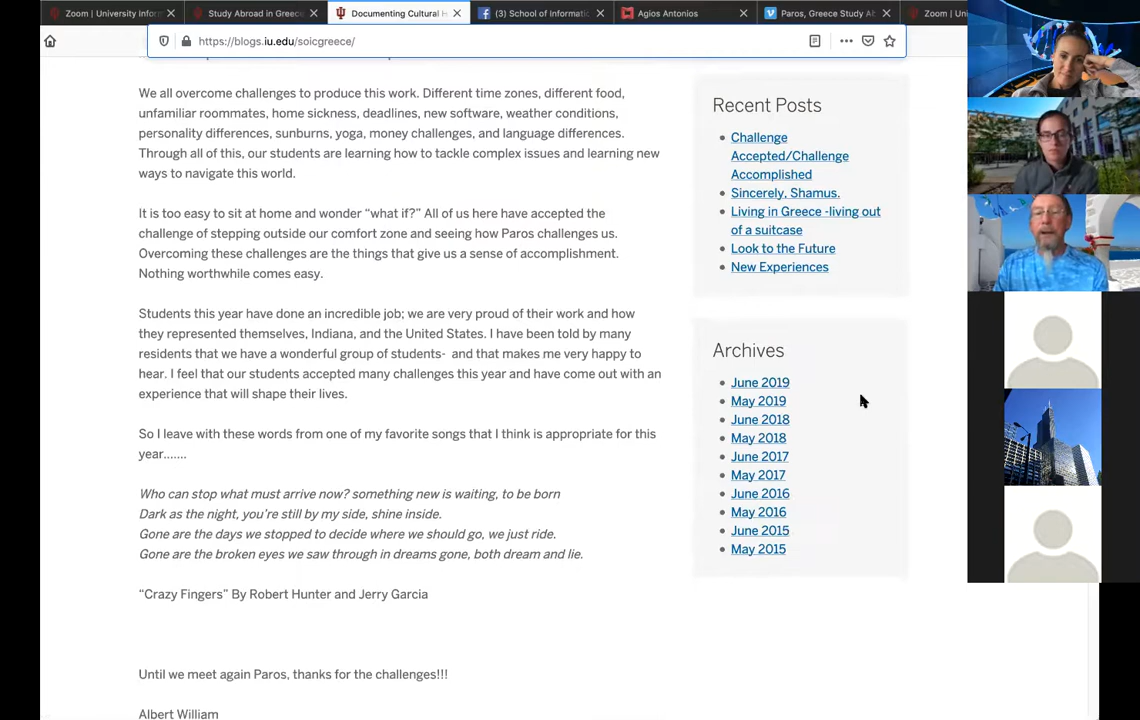 Zoom | University Infor
Study Abroad in Greece
Documenting Cultural H
(3) School of Informatic
Agios Antonios
Paros, Greece Study Ab
Zoom | Uni
https://blogs.iu.edu/soicgreece/
We all overcome challenges to produce this work. Different time zones, different food,
unfamiliar roommates, home sickness, deadlines, new software, weather conditions,
personality differences, sunburns, yoga, money challenges, and language differences.
Through all of this, our students are learning how to tackle complex issues and learning new
ways to navigate this world.
It is too easy to sit at home and wonder “what if?” All of us here have accepted the
challenge of stepping outside our comfort zone and seeing how Paros challenges us.
Overcoming these challenges are the things that give us a sense of accomplishment.
Nothing worthwhile comes easy.
Students this year have done an incredible job; we are very proud of their work and how
they represented themselves, Indiana, and the United States. I have been told by many
residents that we have a wonderful group of students-  and that makes me very happy to
hear. I feel that our students accepted many challenges this year and have come out with an
experience that will shape their lives.
So I leave with these words from one of my favorite songs that I think is appropriate for this
year…….
Who can stop what must arrive now? something new is waiting, to be born
Dark as the night, you’re still by my side, shine inside.
Gone are the days we stopped to decide where we should go, we just ride.
Gone are the broken eyes we saw through in dreams gone, both dream and lie.
“Crazy Fingers” By Robert Hunter and Jerry Garcia
Until we meet again Paros, thanks for the challenges!!!
Albert William
Recent Posts
Challenge
Accepted/Challenge
Accomplished
Sincerely, Shamus.
Living in Greece -living out
of a suitcase
Look to the Future
New Experiences
Archives
June 2019
May 2019
June 2018
May 2018
June 2017
May 2017
June 2016
May 2016
June 2015
May 2015